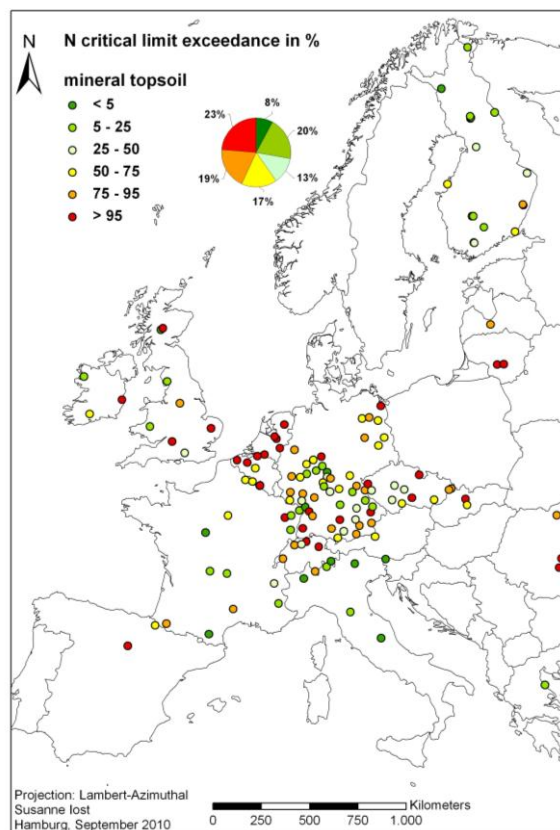 N
N critical limit exceedance in %
mineral topsoil
< 5
5 - 25
25 - 50
50 - 75
75 - 95
> 95
23%
8%
20%
19%
13%
17%
Projection: Lambert-Azimuthal
Susanne Iost
Hamburg, September 2010
Kilometers
0 250 500 750 1.000